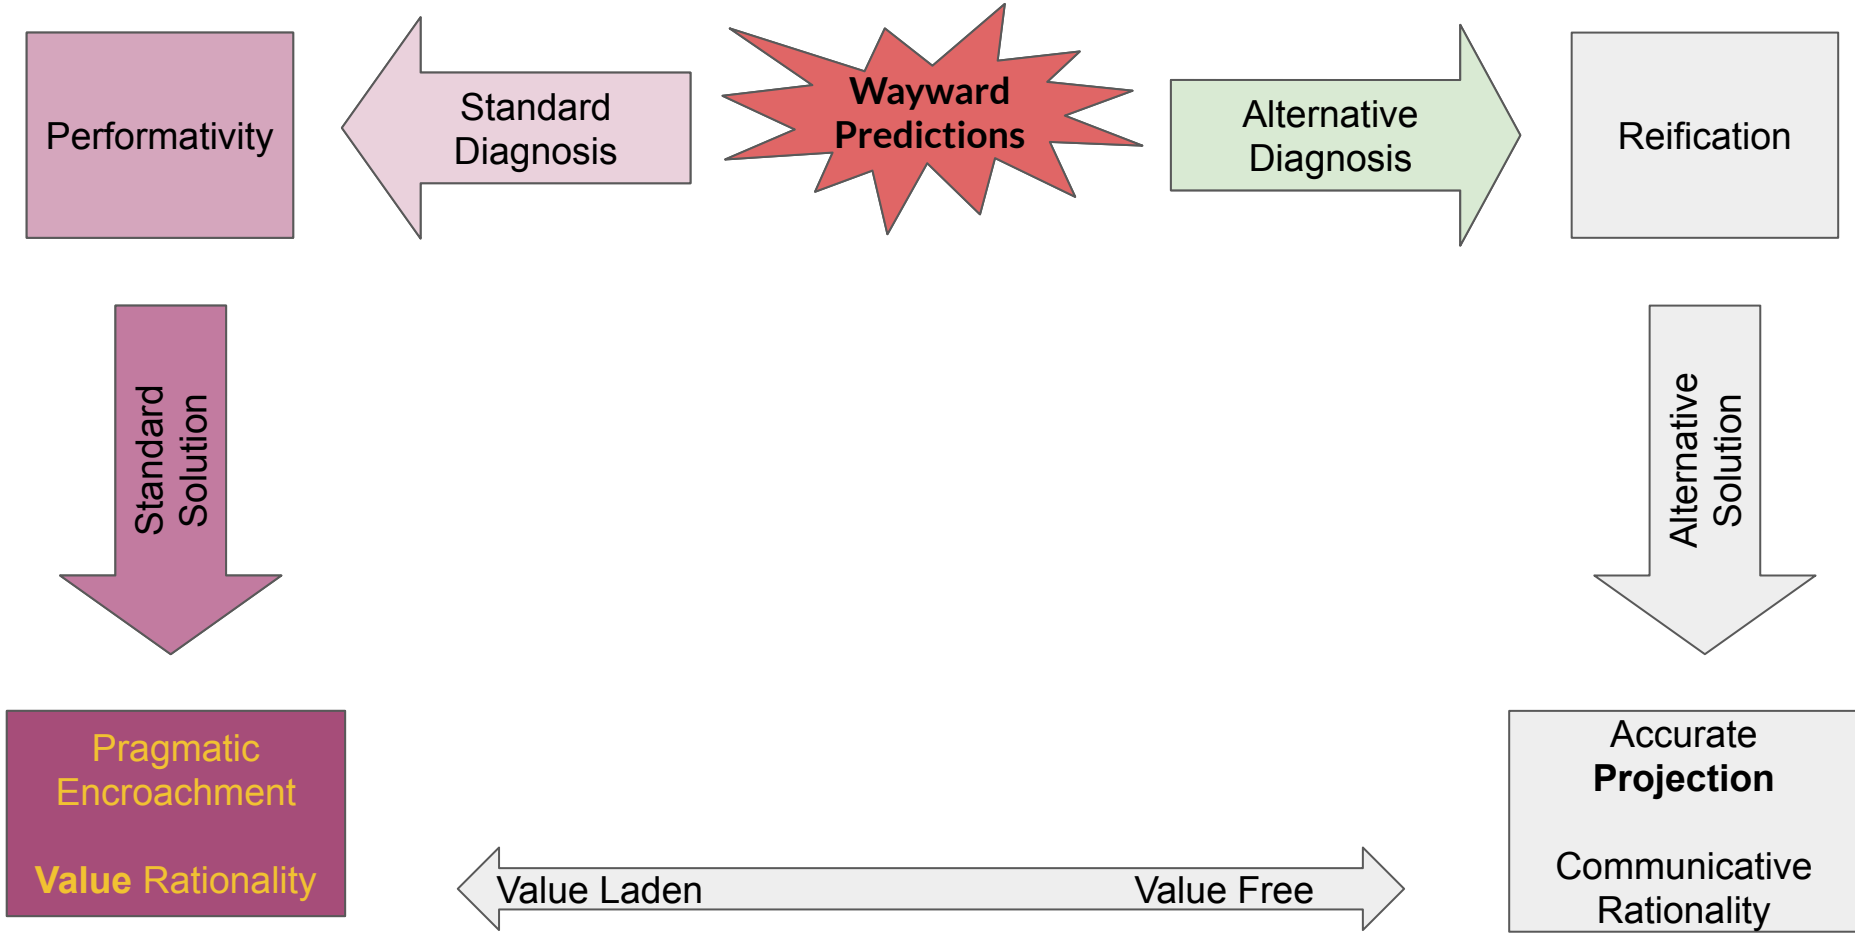 Performativity
Standard
Diagnosis
Wayward
Predictions
Alternative
Diagnosis
Reification
Standard
Solution
Alternative
Solution
Pragmatic
Encroachment
Value Rationality
Value Laden
Value Free
Accurate
Projection
Communicative
Rationality